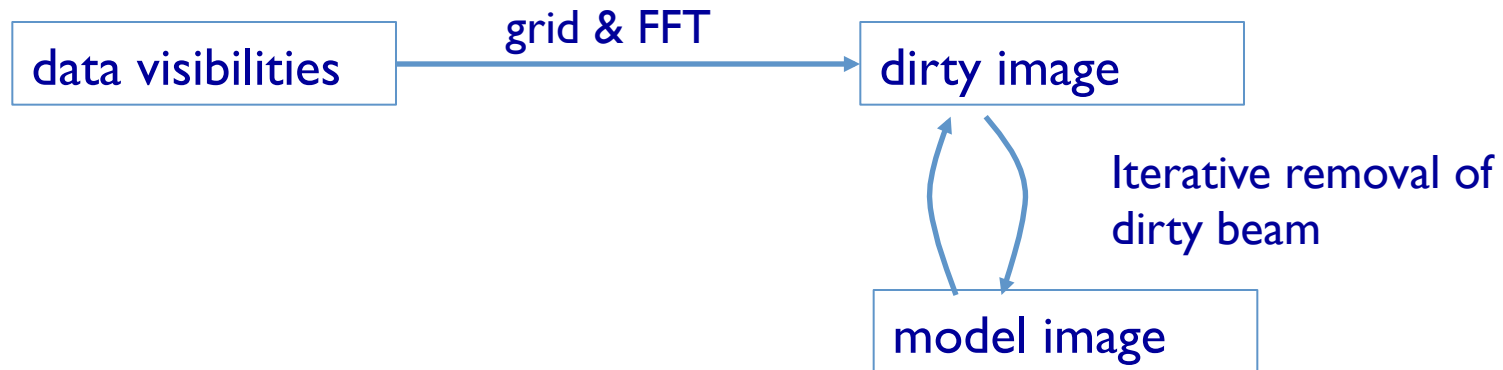 grid & FFT
data visibilities
dirty image
Iterative removal of
dirty beam
model image